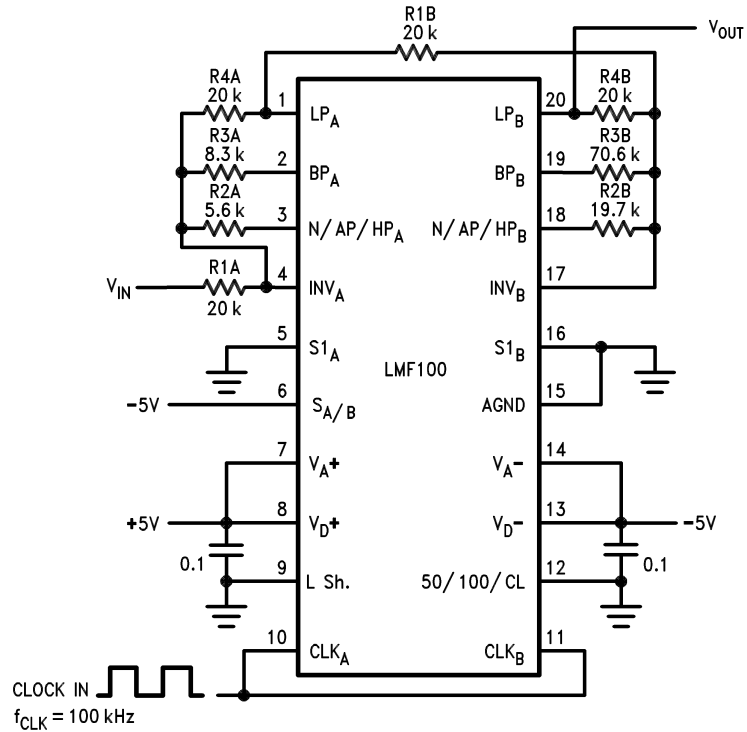 R1B
20 k
V_OUT
R4A
20 k
1
LP_A
20
LP_B
R4B
20 k
R3A
8.3 k
2
BP_A
19
BP_B
R3B
70.6 k
R2A
5.6 k
3
N/AP/HP_A
18
N/AP/HP_B
R2B
19.7 k
V_IN
R1A
20 k
4
INV_A
17
INV_B
5
S1_A
16
S1_B
LMF100
-5V
6
S_A/B
15
AGND
7
V_A+
14
V_A-
+5V
8
V_D+
13
V_D-
-5V
0.1
9
L Sh.
12
50/100/CL
0.1
10
CLK_A
11
CLK_B
CLOCK IN
f_CLK = 100 kHz